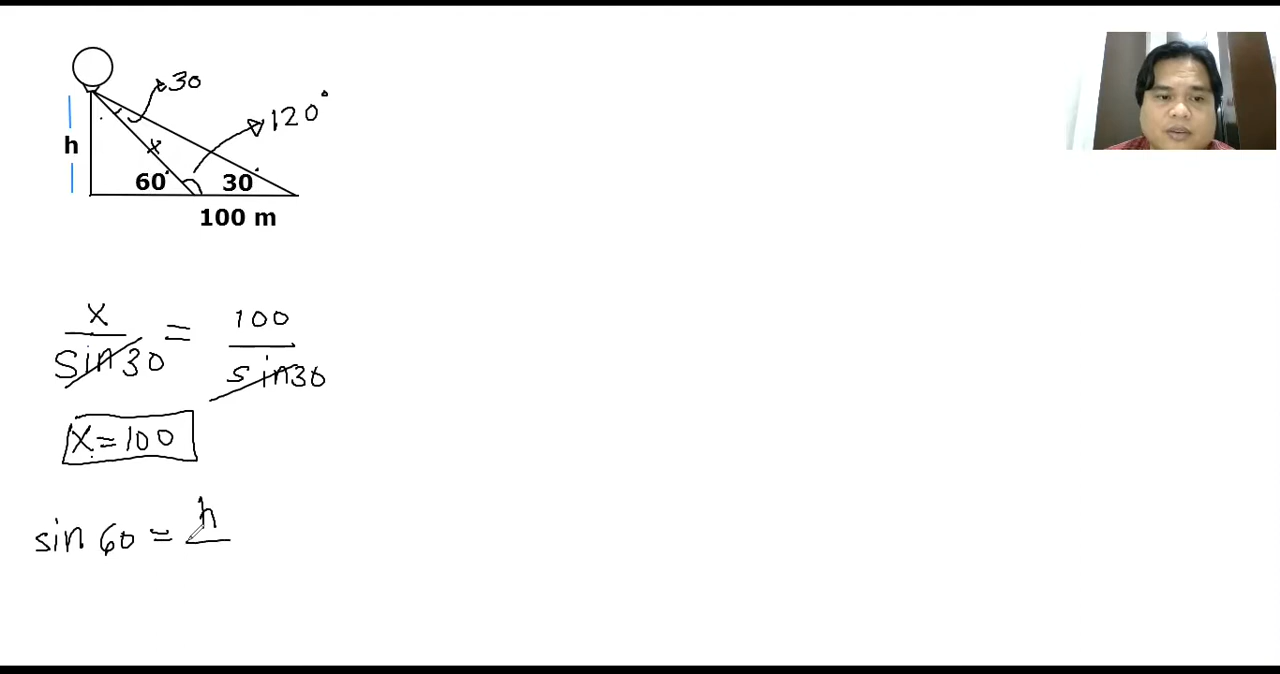 30
120°
h
x
60°
30°
100 m
x/sin30 = 100/sin30
x=100
sin 60 = h